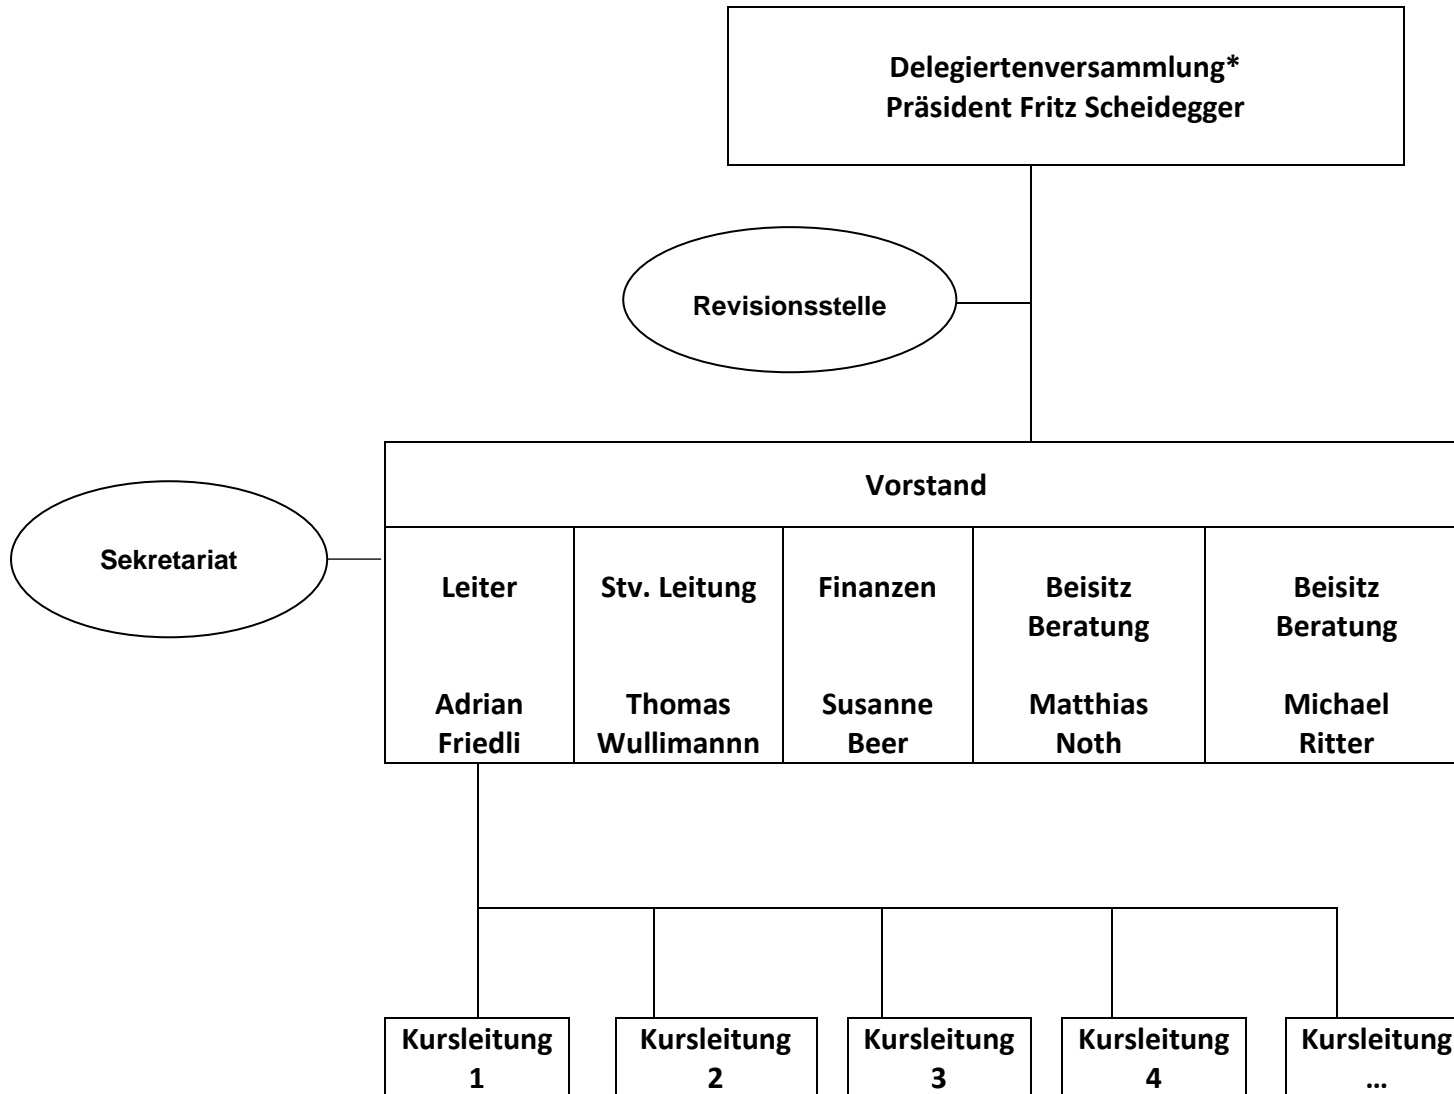 Delegiertenversammlung*
Präsident Fritz Scheidegger
Revisionsstelle
Vorstand
Sekretariat
Leiter
Adrian
Friedli
Stv. Leitung
Thomas
Wullimannn
Finanzen
Susanne
Beer
Beisitz
Beratung
Matthias
Noth
Beisitz
Beratung
Michael
Ritter
Kursleitung
1
Kursleitung
2
Kursleitung
3
Kursleitung
4
Kursleitung
...